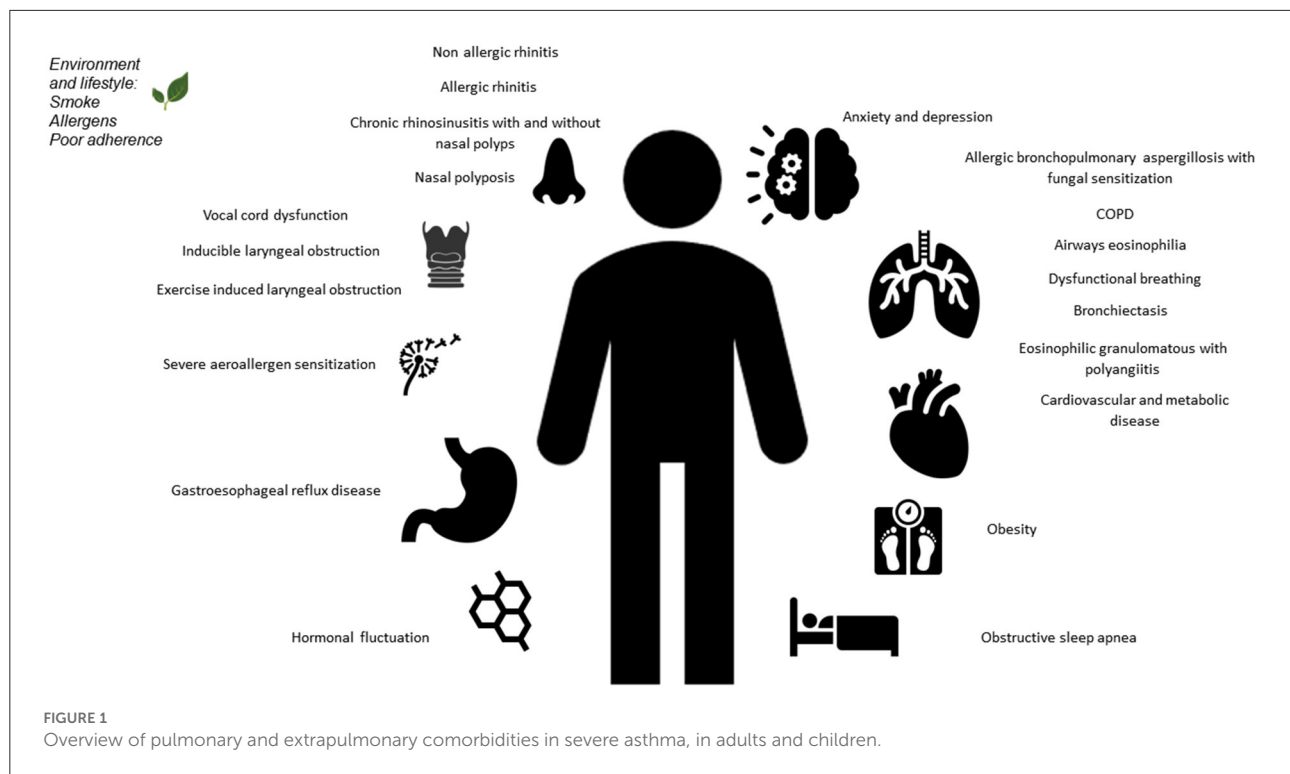 Environment
and lifestyle:
Smoke
Allergens
Poor adherence
Non allergic rhinitis
Allergic rhinitis
Chronic rhinosinusitis with and without
nasal polyps
Nasal polyposis
Vocal cord dysfunction
Inducible laryngeal obstruction
Exercise induced laryngeal obstruction
Severe aeroallergen sensitization
Gastroesophageal reflux disease
Hormonal fluctuation
Anxiety and depression
Allergic bronchopulmonary aspergillosis with
fungal sensitization
COPD
Airways eosinophilia
Dysfunctional breathing
Bronchiectasis
Eosinophilic granulomatous with
polyangiitis
Cardiovascular and metabolic
disease
Obesity
Obstructive sleep apnea
FIGURE 1
Overview of pulmonary and extrapulmonary comorbidities in severe asthma, in adults and children.